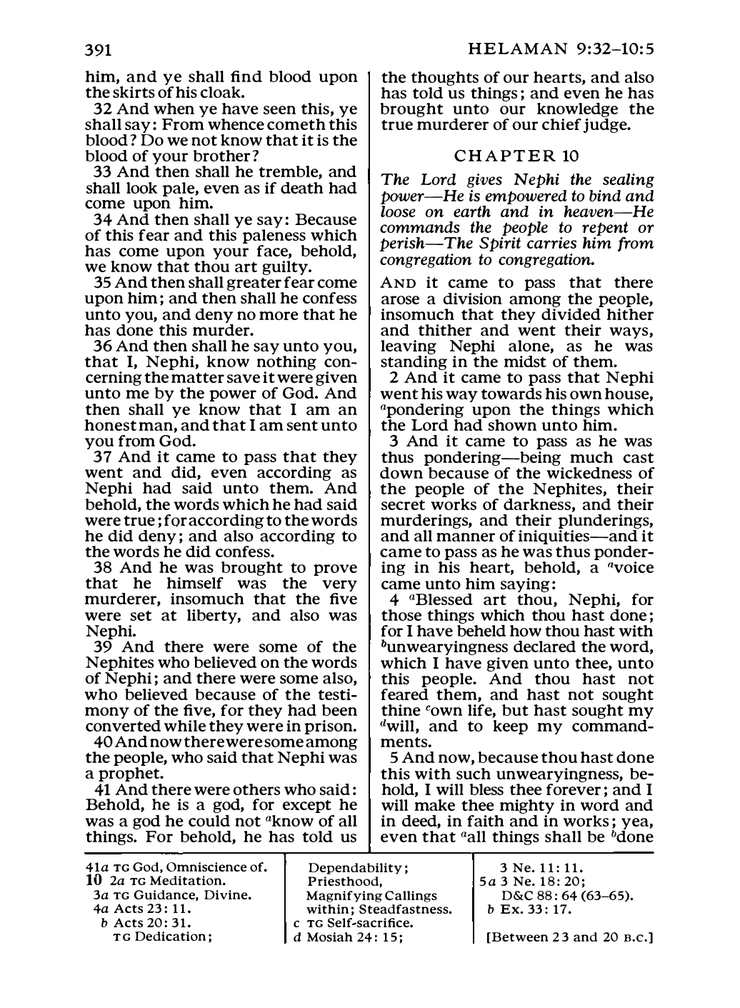 391
HELAMAN 9:32–10:5
him, and ye shall find blood upon
the skirts of his cloak.
32 And when ye have seen this, ye
shall say: From whence cometh this
blood? Do we not know that it is the
blood of your brother?
33 And then shall he tremble, and
shall look pale, even as if death had
come upon him.
34 And then shall ye say: Because
of this fear and this paleness which
has come upon your face, behold,
we know that thou art guilty.
35 And then shall greater fear come
upon him; and then shall he confess
unto you, and deny no more that he
has done this murder.
36 And then shall he say unto you,
that I, Nephi, know nothing con-
cerning the matter save it were given
unto me by the power of God. And
then shall ye know that I am an
honest man, and that I am sent unto
you from God.
37 And it came to pass that they
went and did, even according as
Nephi had said unto them. And
behold, the words which he had said
were true; for according to the words
he did deny; and also according to
the words he did confess.
38 And he was brought to prove
that he himself was the very
murderer, insomuch that the five
were set at liberty, and also was
Nephi.
39 And there were some of the
Nephites who believed on the words
of Nephi; and there were some also,
who believed because of the testi-
mony of the five, for they had been
converted while they were in prison.
40 And now there were some among
the people, who said that Nephi was
a prophet.
41 And there were others who said:
Behold, he is a god, for except he
was a god he could not aknow of all
things. For behold, he has told us
the thoughts of our hearts, and also
has told us things; and even he has
brought unto our knowledge the
true murderer of our chief judge.
CHAPTER 10
The Lord gives Nephi the sealing
power—He is empowered to bind and
loose on earth and in heaven—He
commands the people to repent or
perish—The Spirit carries him from
congregation to congregation.
AND it came to pass that there
arose a division among the people,
insomuch that they divided hither
and thither and went their ways,
leaving Nephi alone, as he was
standing in the midst of them.
2 And it came to pass that Nephi
went his way towards his own house,
apondering upon the things which
the Lord had shown unto him.
3 And it came to pass as he was
thus pondering—being much cast
down because of the wickedness of
the people of the Nephites, their
secret works of darkness, and their
murderings, and their plunderings,
and all manner of iniquities—and it
came to pass as he was thus ponder-
ing in his heart, behold, a avoice
came unto him saying:
4 aBlessed art thou, Nephi, for
those things which thou hast done;
for I have beheld how thou hast with
bunwearyingness declared the word,
which I have given unto thee, unto
this people. And thou hast not
feared them, and hast not sought
thine cown life, but hast sought my
dwill, and to keep my command-
ments.
5 And now, because thou hast done
this with such unwearyingness, be-
hold, I will bless thee forever; and I
will make thee mighty in word and
in deed, in faith and in works; yea,
even that aall things shall be bdone
41a TG God, Omniscience of.
10 2a TG Meditation.
3a TG Guidance, Divine.
4a Acts 23: 11.
b Acts 20: 31.
TG Dedication;
Dependability;
Priesthood,
Magnifying Callings
within; Steadfastness.
c TG Self-sacrifice.
d Mosiah 24: 15;
3 Ne. 11: 11.
5a 3 Ne. 18: 20;
D&C 88: 64 (63–65).
b Ex. 33: 17.
[Between 23 and 20 B.C.]